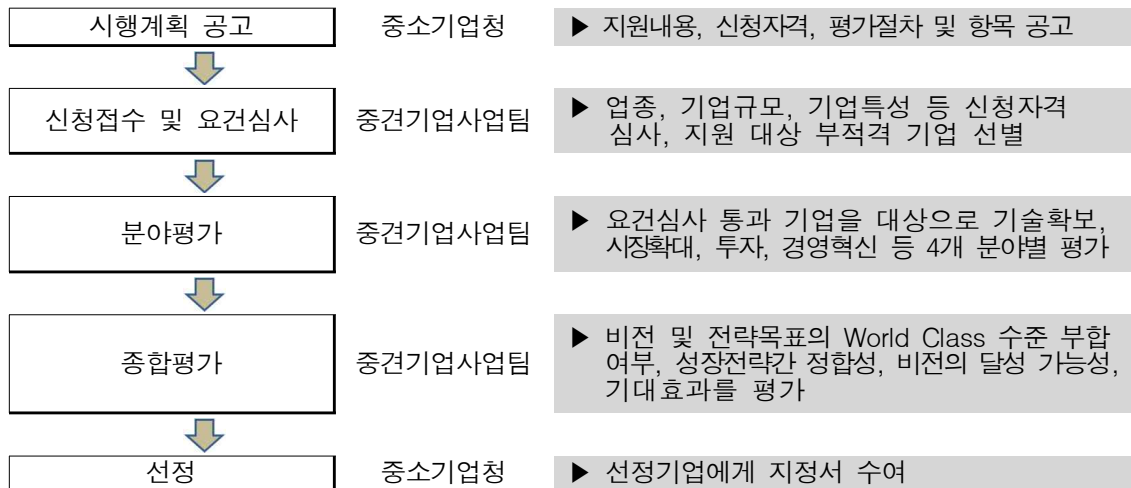 시행계획 공고 중소기업청 ▶ 지원내용, 신청자격, 평가절차 및 항목 공고
신청접수 및 요건심사 중견기업사업팀 ▶ 업종, 기업규모, 기업특성 등 신청자격
심사, 지원 대상 부적격 기업 선별
분야평가 중견기업사업팀 ▶ 요건심사 통과 기업을 대상으로 기술확보,
시장확대, 투자, 경영혁신 등 4개 분야별 평가
종합평가 중견기업사업팀 ▶ 비전 및 전략목표의 World Class 수준 부합
여부, 성장전략간 정합성, 비전의 달성 가능성,
기대효과를 평가
선정 중소기업청 ▶ 선정기업에게 지정서 수여